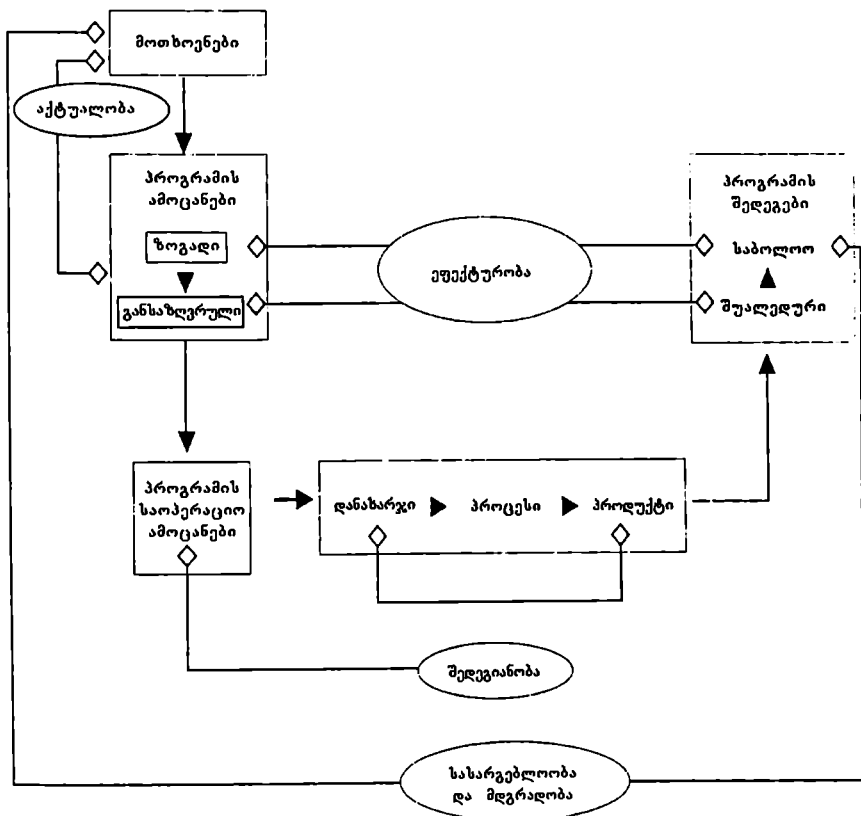 მოთხოვნები
აქტუალობა
პროგრამის
ამოცანები
ზოგადი
განსაზღვრული
ეფექტურობა
პროგრამის
შედეგები
საბოლოო
შუალედური
პროგრამის
საოპერაციო
ამოცანები
დანახარჯი პროცესი პროდუქტი
შედეგიანობა
სასარგებლოობა
და მდგრადობა